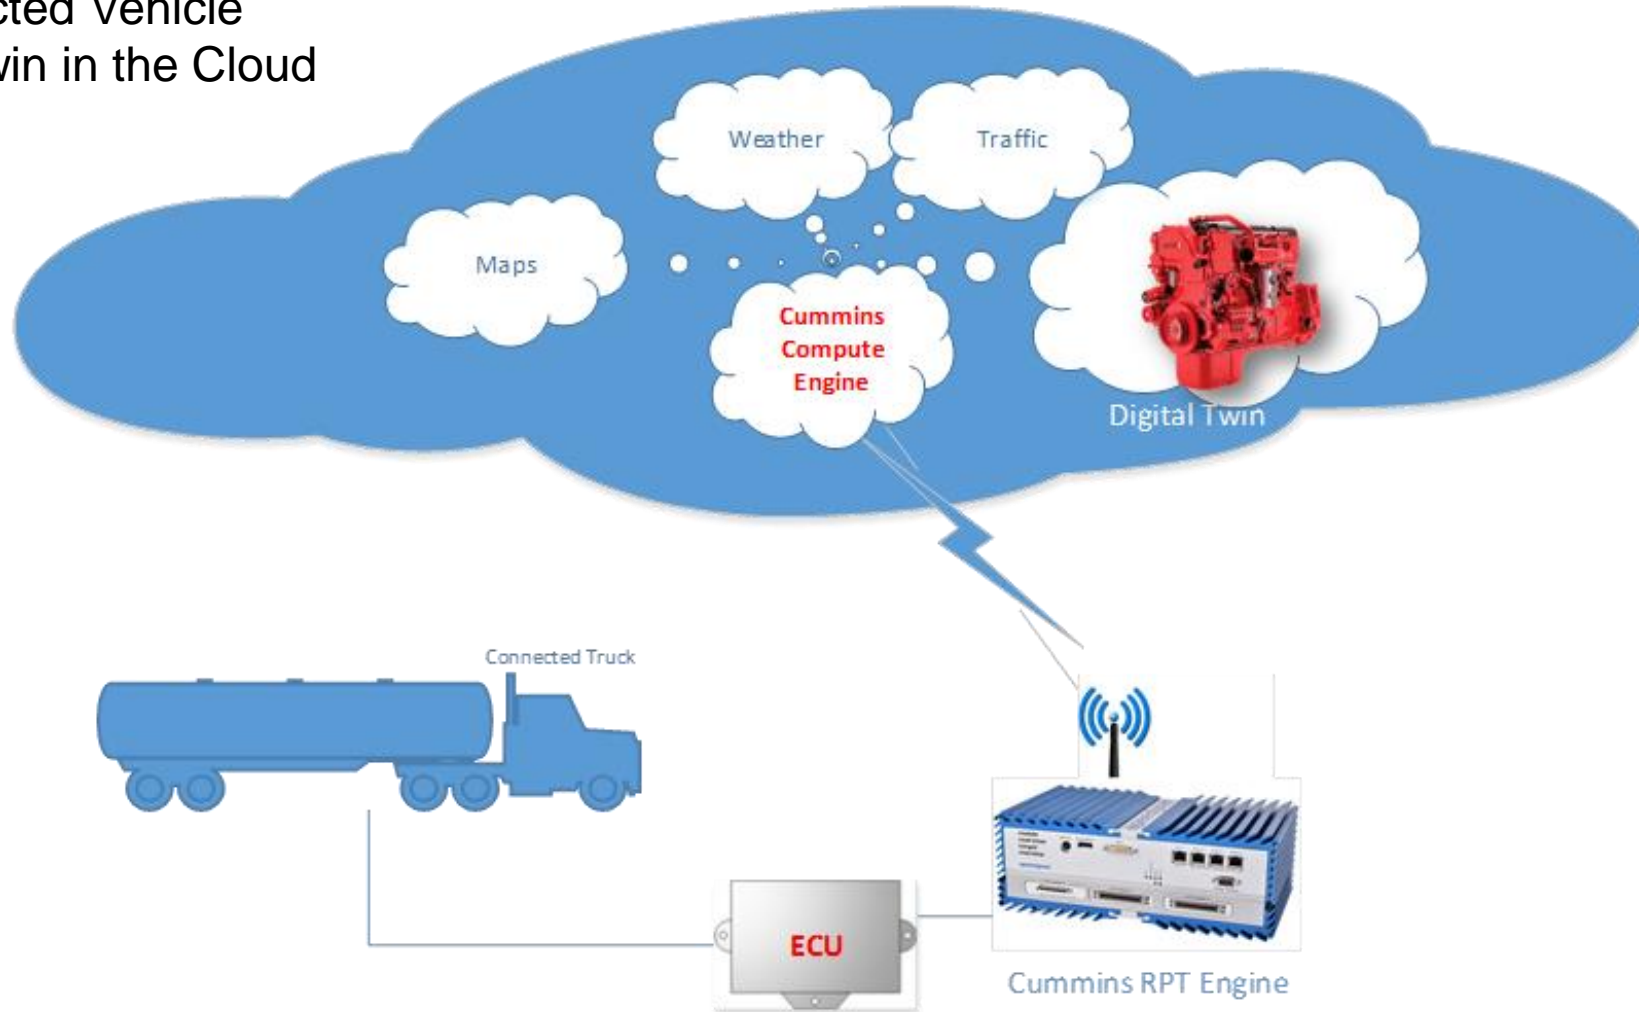 cted Vehicle
win in the Cloud
Weather
Traffic
Maps
Cummins
Compute
Engine
Digital Twin
Connected Truck
ECU
Cummins RPT Engine